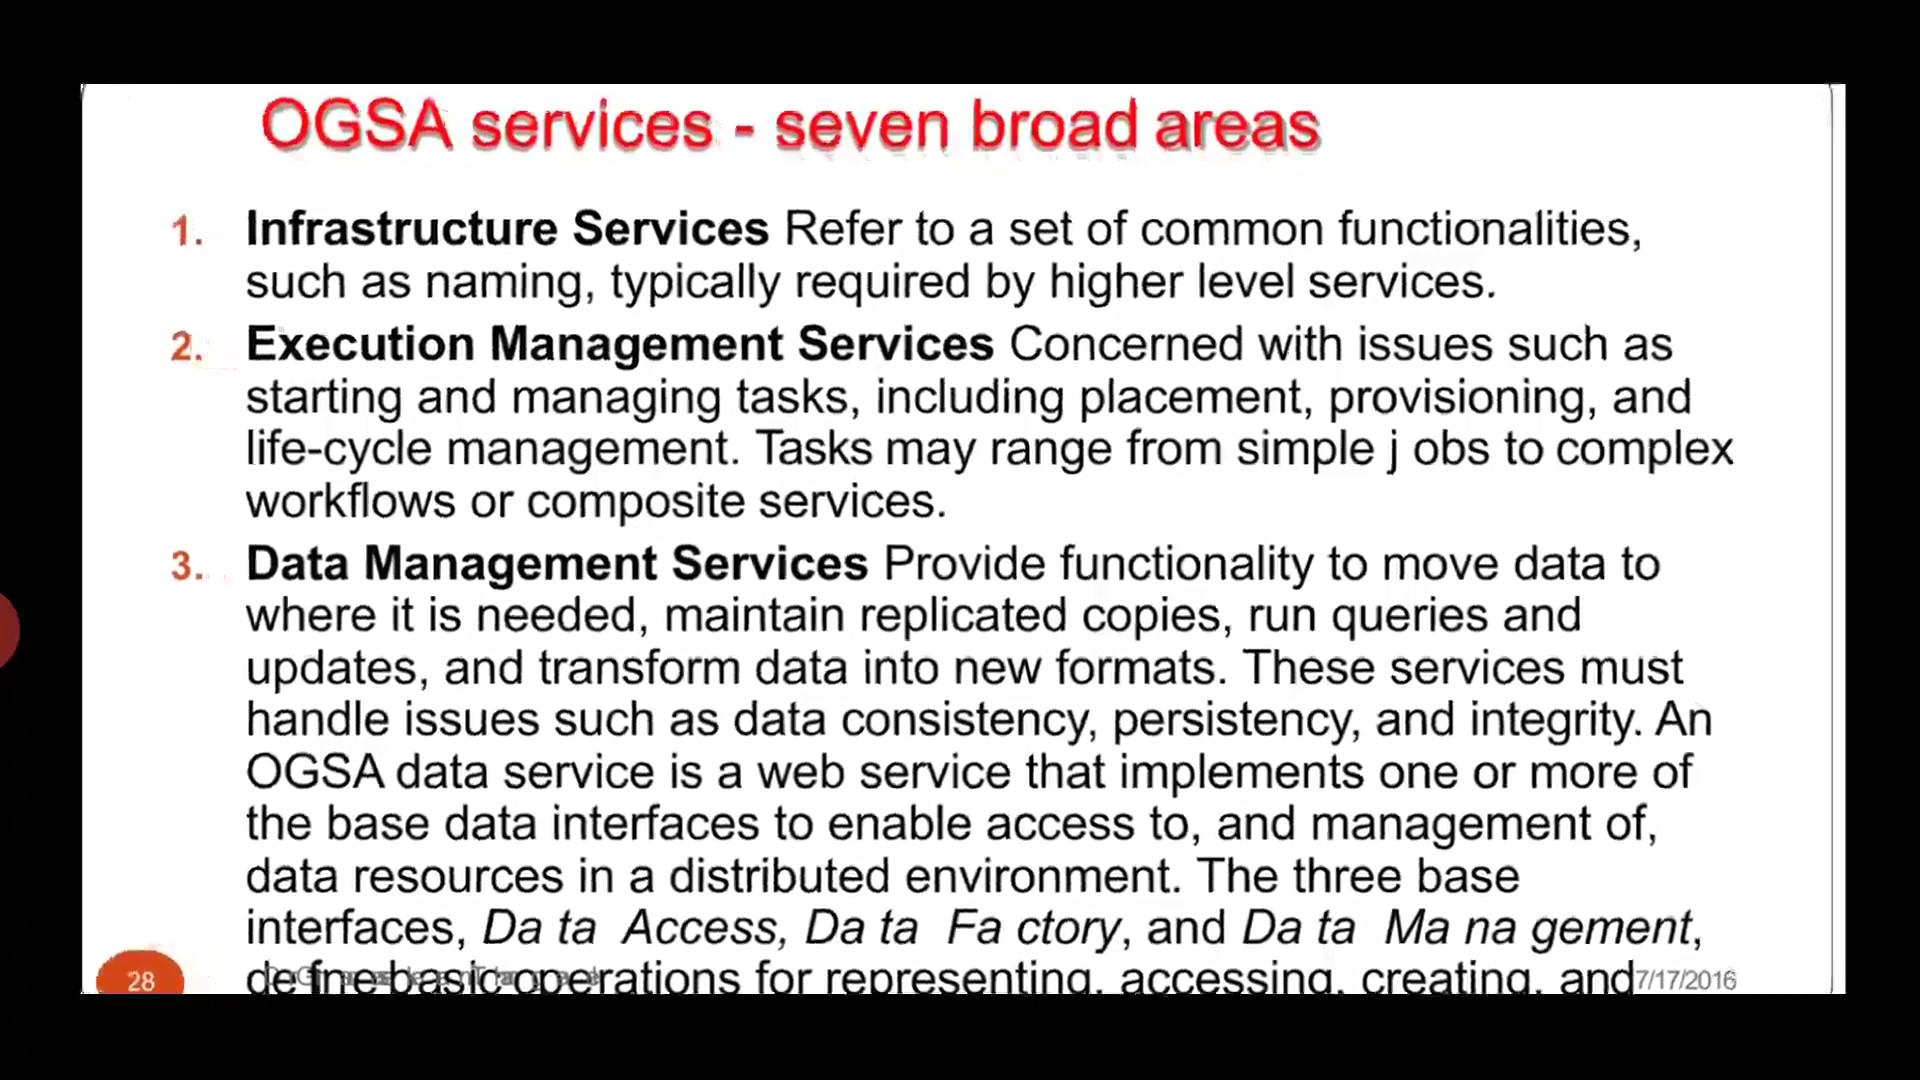 OGSA services - seven broad areas
1. Infrastructure Services Refer to a set of common functionalities,
such as naming, typically required by higher level services.
2. Execution Management Services Concerned with issues such as
starting and managing tasks, including placement, provisioning, and
life-cycle management. Tasks may range from simple j obs to complex
workflows or composite services.
3. Data Management Services Provide functionality to move data to
where it is needed, maintain replicated copies, run queries and
updates, and transform data into new formats. These services must
handle issues such as data consistency, persistency, and integrity. An
OGSA data service is a web service that implements one or more of
the base data interfaces to enable access to, and management of,
data resources in a distributed environment. The three base
interfaces, Da ta Access, Da ta Fa ctory, and Da ta Ma na gement,
define basic operations for representing, accessing, creating, and
28
7/17/2016